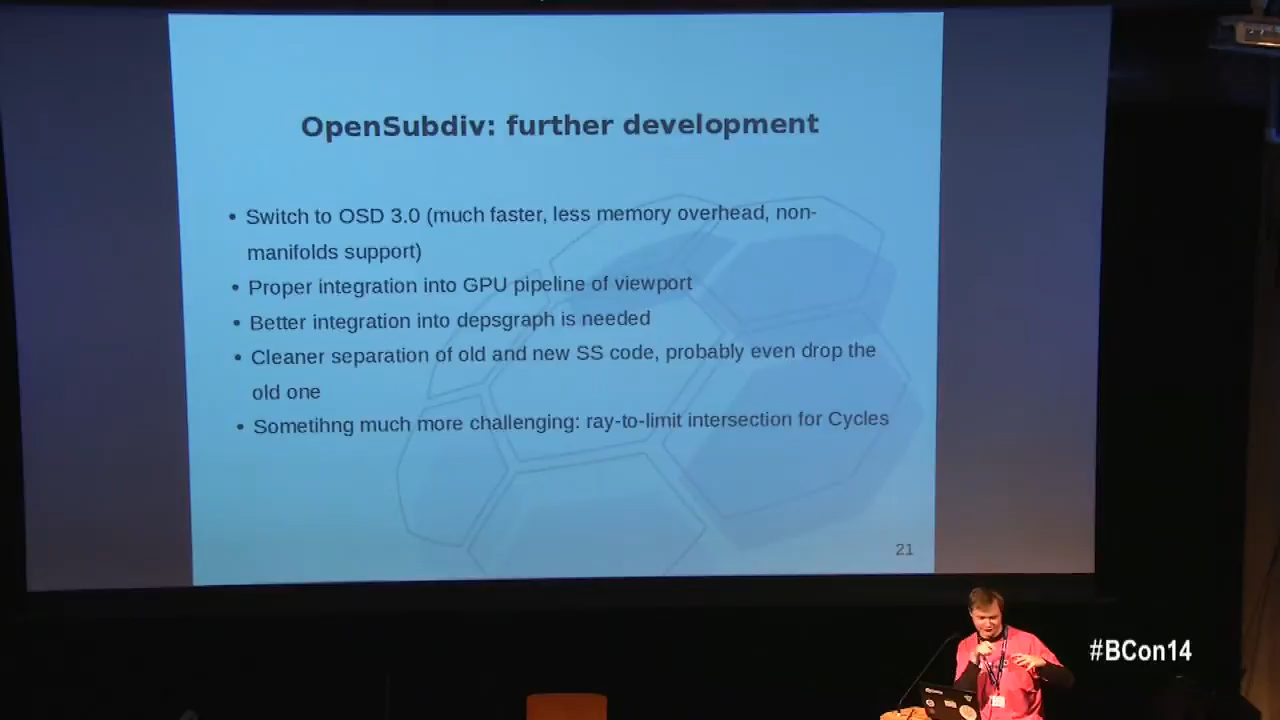 OpenSubdiv: further development
• Switch to OSD 3.0 (much faster, less memory overhead, non-
manifolds support)
• Proper integration into GPU pipeline of viewport
• Better integration into depsgraph is needed
• Cleaner separation of old and new SS code, probably even drop the
old one
• Sometihng much more challenging: ray-to-limit intersection for Cycles
21
#BCon14